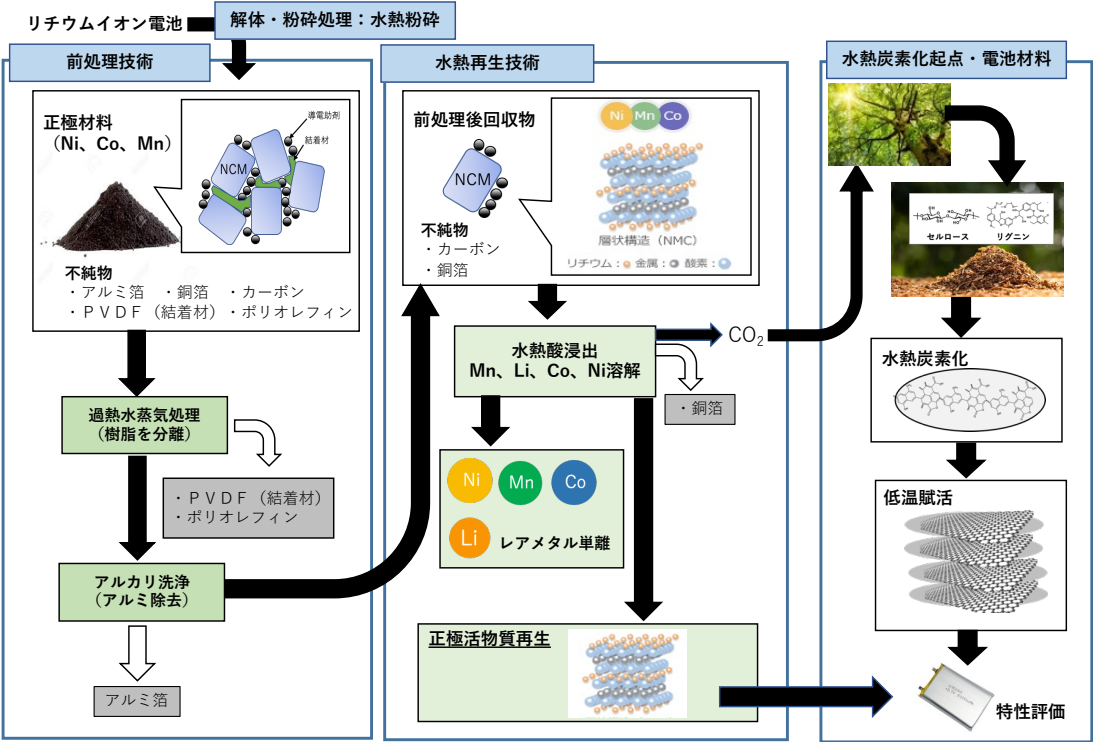 リチウムイオン電池
解体・粉砕処理：水熱粉砕
前処理技術
正極材料
（Ni、Co、Mn）
導電助剤
結着材
NCM
不純物
・アルミ箔　・銅箔　・カーボン
・ＰＶＤＦ（結着材）・ポリオレフィン
過熱水蒸気処理
（樹脂を分離）
・ＰＶＤＦ（結着材）
・ポリオレフィン
アルカリ洗浄
（アルミ除去）
アルミ箔
水熱再生技術
前処理後回収物
NCM
不純物
・カーボン
・銅箔
Ni Mn Co
層状構造（NMC）
リチウム： 金属： 酸素：
水熱酸浸出
Mn、Li、Co、Ni溶解
CO₂
・銅箔
Ni Mn Co
Li レアメタル単離
正極活物質再生
水熱炭素化起点・電池材料
セルロース リグニン
水熱炭素化
低温賦活
特性評価